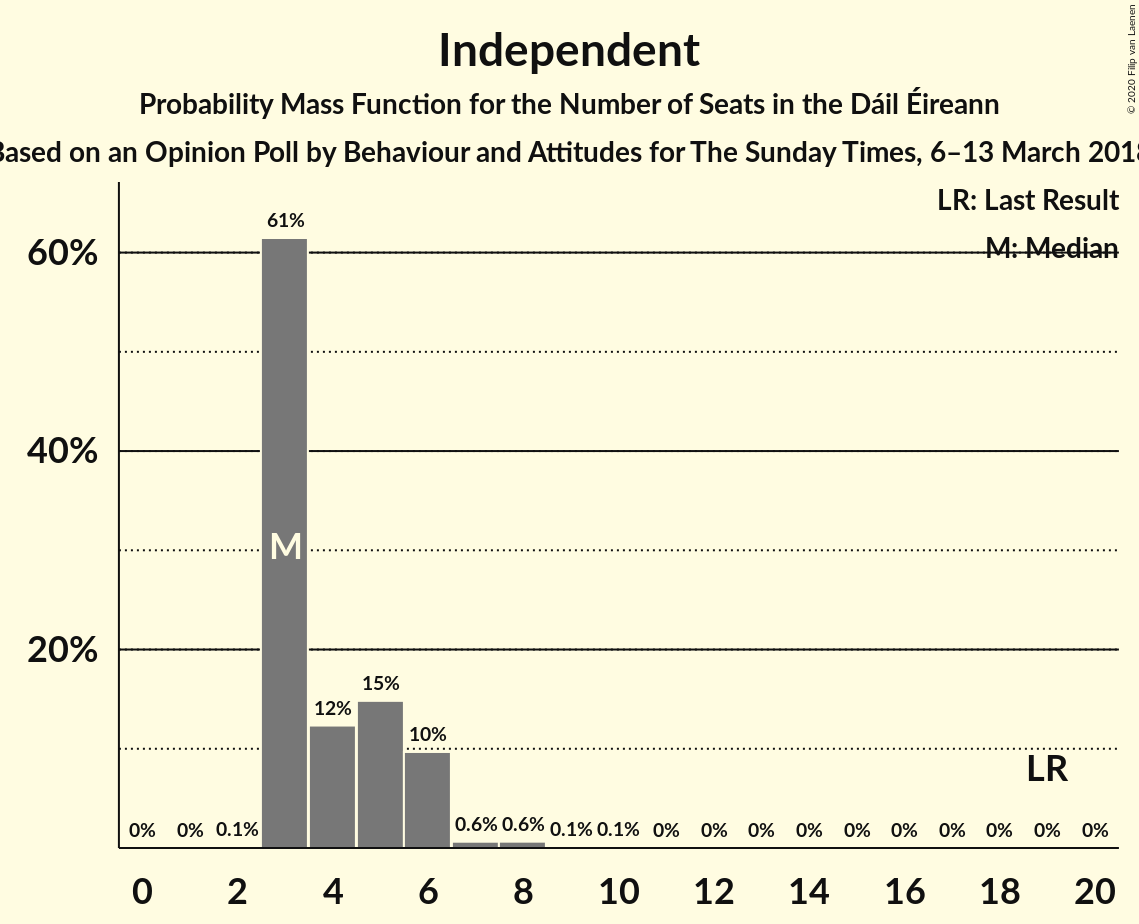 Independent
Probability Mass Function for the Number of Seats in the Dáil Éireann
Based on an Opinion Poll by Behaviour and Attitudes for The Sunday Times, 6–13 March 2018
© 2020 Filip van Laenen
LR: Last Result
M: Median
61%
60%
40%
M
20%
15%
12%
10%
LR
0% 0% 0.1% 0.6% 0.6% 0.1% 0.1% 0% 0% 0% 0% 0% 0% 0% 0% 0% 0%
0 2 4 6 8 10 12 14 16 18 20